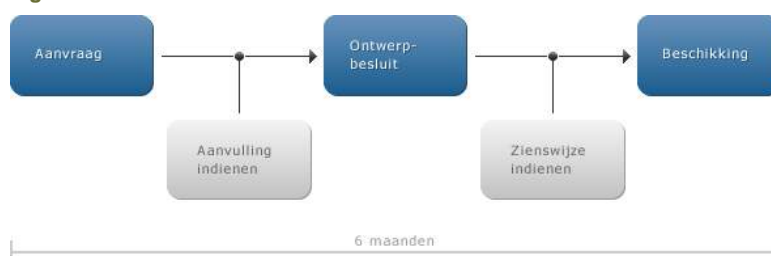 Aanvraag
Ontwerp-
besluit
Beschikking
Aanvulling
indienen
Zienswijze
indienen
6 maanden